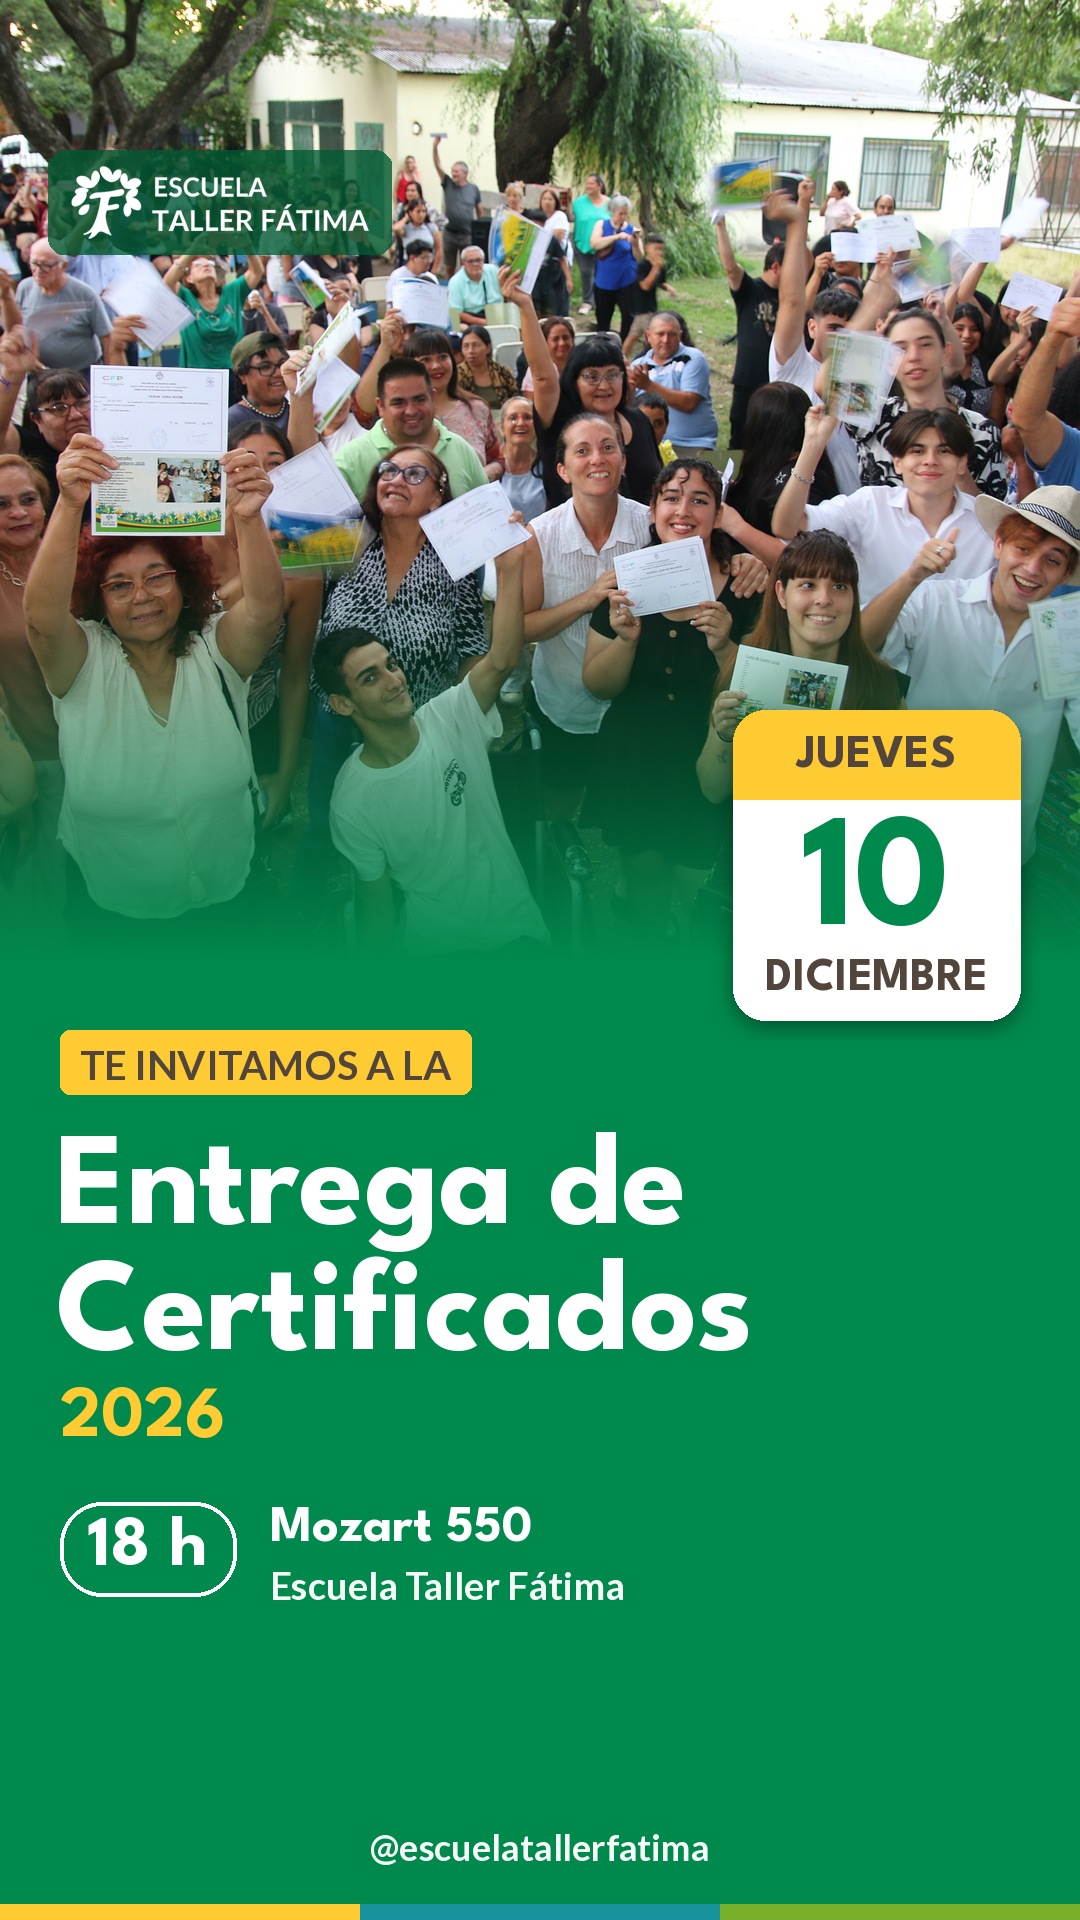 ESCUELA
TALLER FÁTIMA
CFP
JUEVES
10
DICIEMBRE
TE INVITAMOS A LA
Entrega de
Certificados
2026
18 h
Mozart 550
Escuela Taller Fátima
@escuelatallerfatima